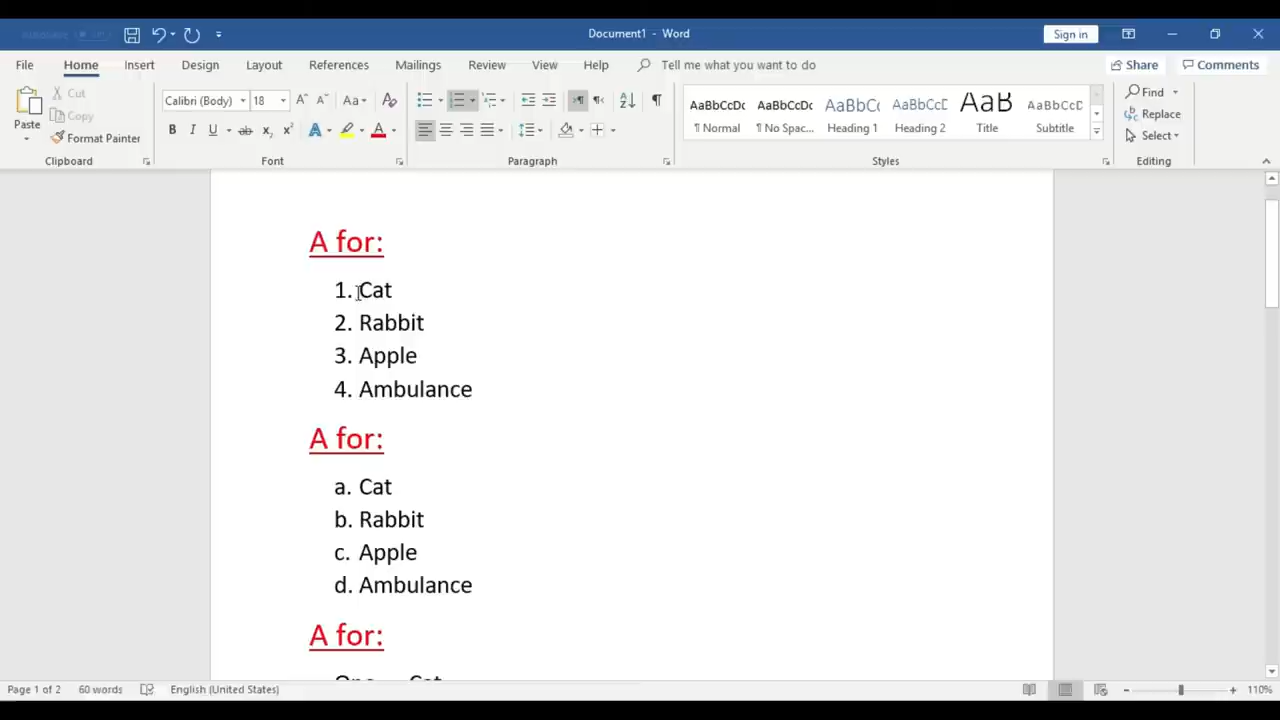 AutoSave Off
Document1 - Word
Sign in
File Home Insert Design Layout References Mailings Review View Help Tell me what you want to do Share Comments
Paste
Cut
Copy
Format Painter
Clipboard
Calibri (Body) 18
Font
Paragraph
AaBbCcDc AaBbCcDc AaBbCc AaBbCcD AaB AaBbCcD
¶ Normal ¶ No Spac... Heading 1 Heading 2 Title Subtitle
Styles
Find
Replace
Select
Editing
A for:
1. Cat
2. Rabbit
3. Apple
4. Ambulance
A for:
a. Cat
b. Rabbit
c. Apple
d. Ambulance
A for:
One Cat
Page 1 of 2 60 words English (United States) 110%